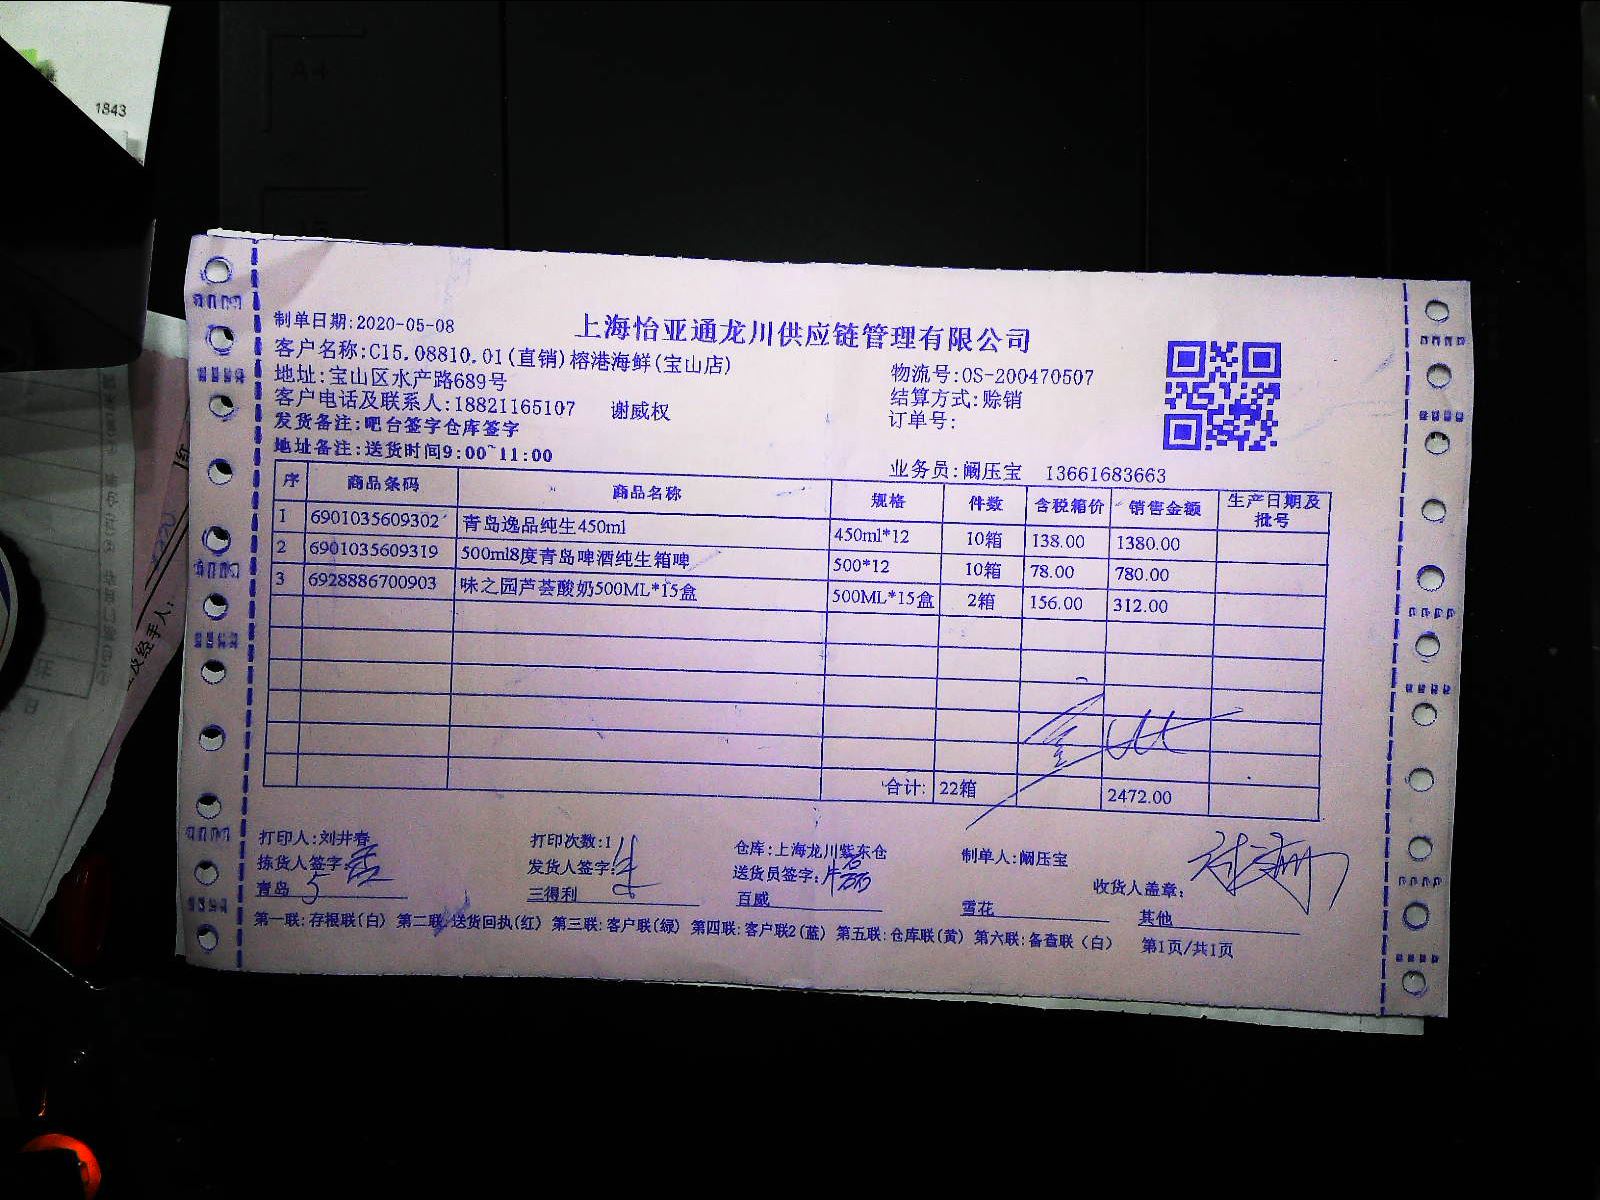 1843
制单日期:2020-05-08
上海怡亚通龙川供应链管理有限公司
客户名称:C15.08810.01(直销)榕港海鲜(宝山店)
物流号:OS-200470507
地址:宝山区水产路689号
结算方式:赊销
客户电话及联系人:18821165107 谢威权
订单号:
发货备注:吧台签字仓库签字
地址备注:送货时间9:00~11:00
业务员:阚压宝 13661683663
序 商品条码 商品名称 规格 件数 含税箱价 销售金额 生产日期及批号
1 6901035609302 青岛逸品纯生450ml 450ml*12 10箱 138.00 1380.00
2 6901035609319 500ml8度青岛啤酒纯生箱啤 500*12 10箱 78.00 780.00
3 6928886700903 味之园芦荟酸奶500ML*15盒 500ML*15盒 2箱 156.00 312.00
合计: 22箱 2472.00
打印人:刘井春 打印次数:1 仓库:上海龙川紫东仓 制单人:阚压宝
拣货人签字: 发货人签字: 送货员签字: 收货人盖章:
青岛 5 三得利 百威 雪花 其他
第一联:存根联(白) 第二联:送货回执(红) 第三联:客户联(绿) 第四联:客户联2(蓝) 第五联:仓库联(黄) 第六联:备查联(白) 第1页/共1页
经手人: